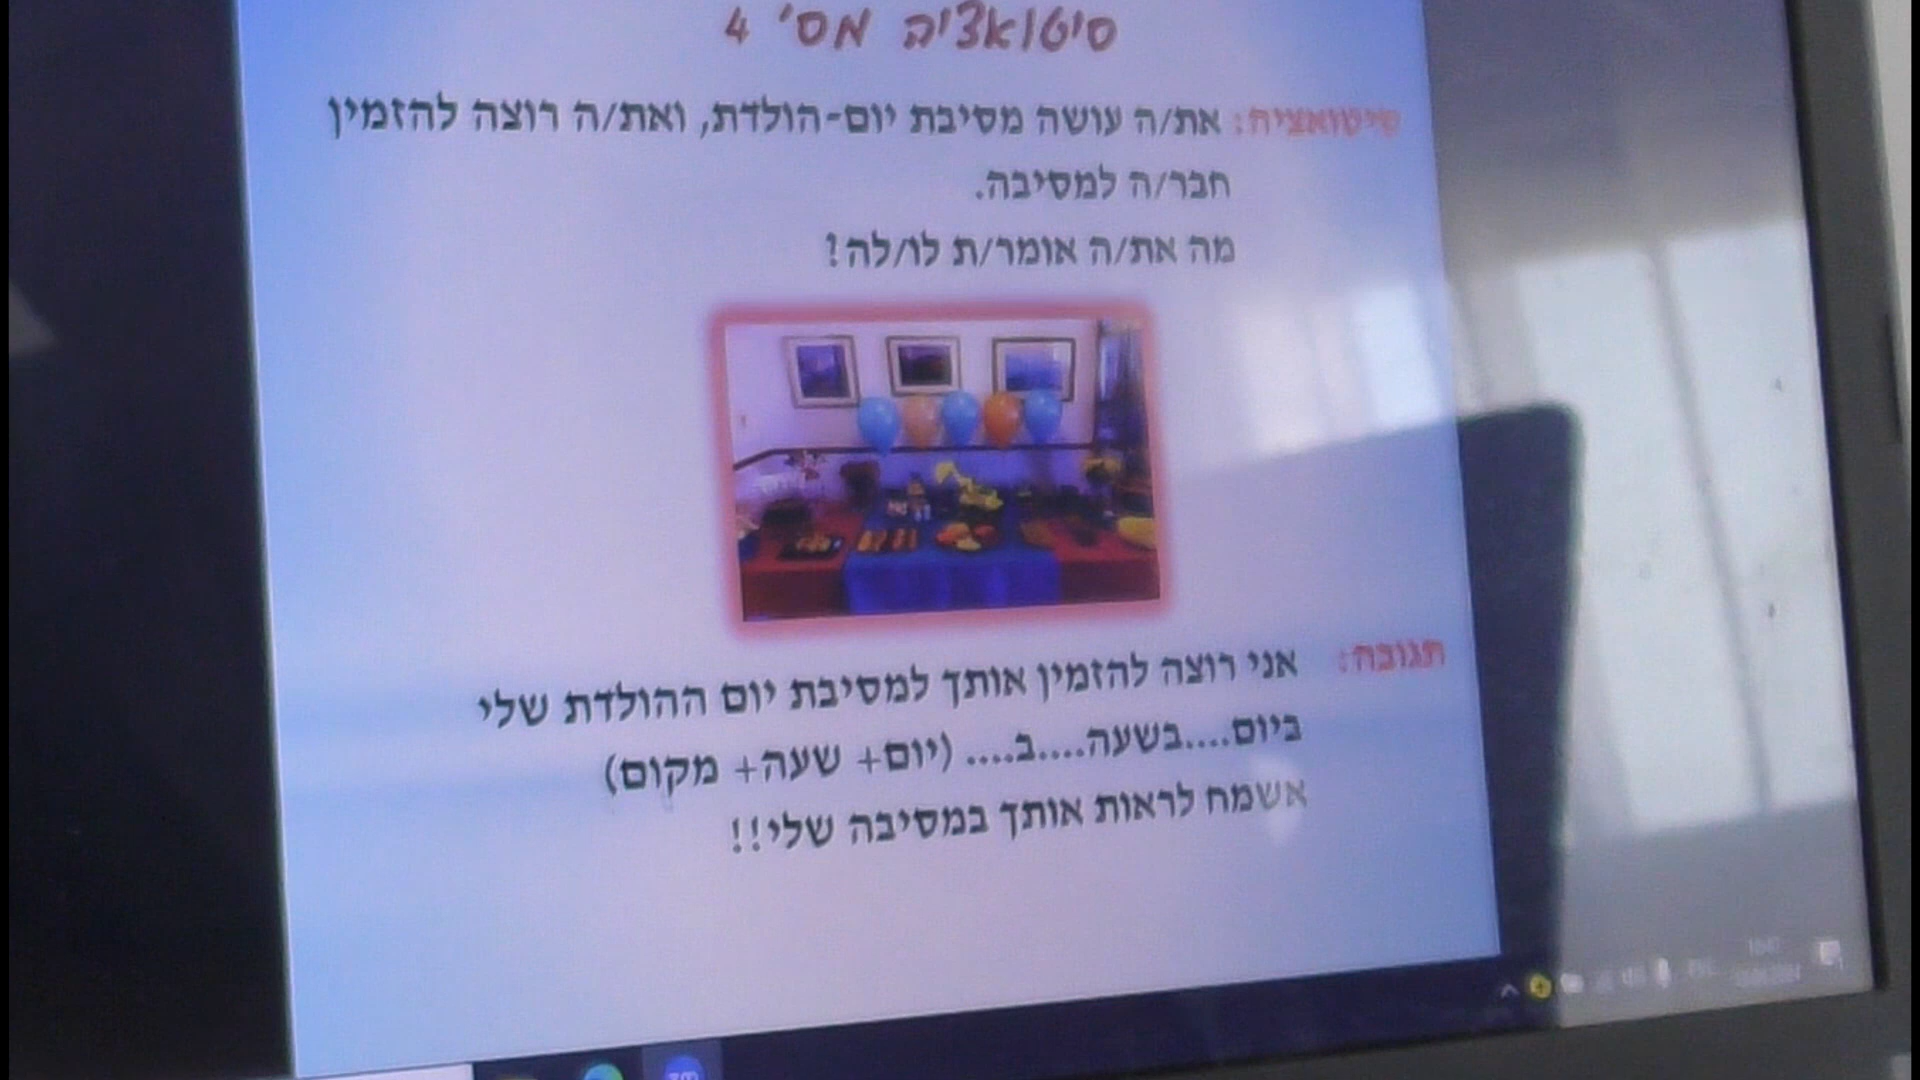 סיטואציה מס' 4
סיטואציה: את/ה עושה מסיבת יום-הולדת, ואת/ה רוצה להזמין
חבר/ה למסיבה.
מה את/ה אומר/ת לו/לה?
תגובה: אני רוצה להזמין אותך למסיבת יום ההולדת שלי
ביום....בשעה....ב.... (יום+ שעה+ מקום)
אשמח לראות אותך במסיבה שלי!!
zm